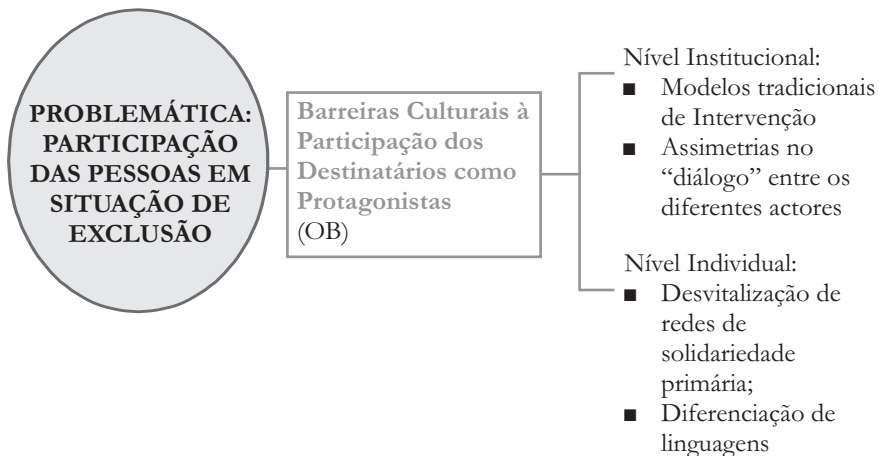 PROBLEMÁTICA:
PARTICIPAÇÃO
DAS PESSOAS EM
SITUAÇÃO DE
EXCLUSÃO
Barreiras Culturais à
Participação dos
Destinatários como
Protagonistas
(OB)
Nível Institucional:
■ Modelos tradicionais
de Intervenção
■ Assimetrias no
“diálogo” entre os
diferentes actores
Nível Individual:
■ Desvitalização de
redes de
solidariedade
primária;
■ Diferenciação de
linguagens